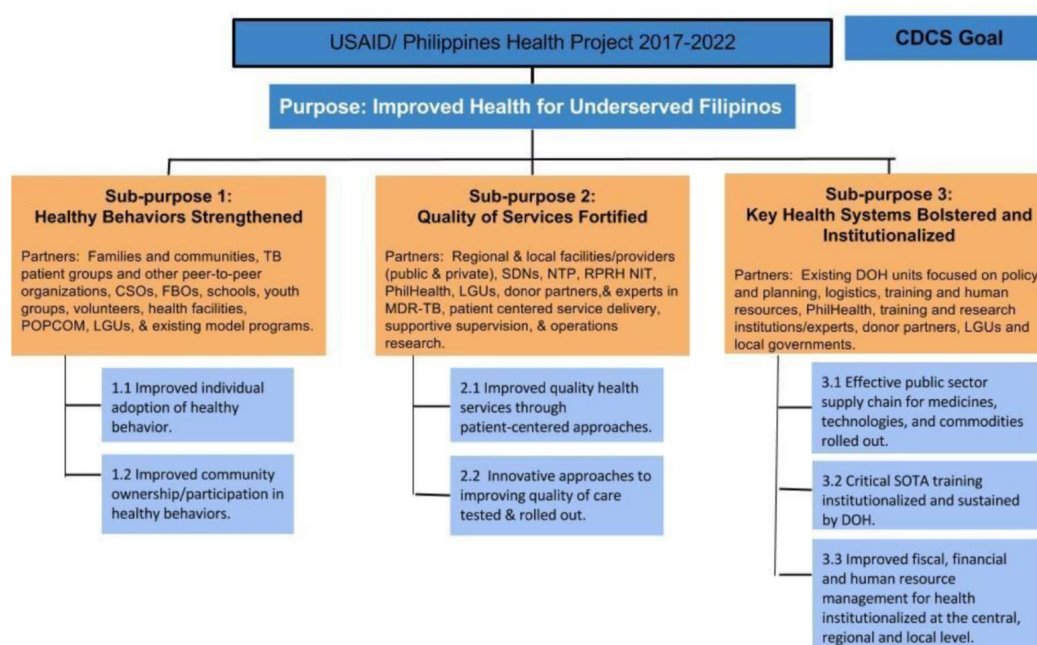 USAID/ Philippines Health Project 2017-2022
CDCS Goal
Purpose: Improved Health for Underserved Filipinos
Sub-purpose 1:
Healthy Behaviors Strengthened
Partners: Families and communities, TB
patient groups and other peer-to-peer
organizations, CSOs, FBOs, schools, youth
groups, volunteers, health facilities,
POPCOM, LGUs, & existing model programs.
1.1 Improved individual
adoption of healthy
behavior.
1.2 Improved community
ownership/participation in
healthy behaviors.
Sub-purpose 2:
Quality of Services Fortified
Partners: Regional & local facilities/providers
(public & private), SDNs, NTP, RPRH NIT,
PhilHealth, LGUs, donor partners,& experts in
MDR-TB, patient centered service delivery,
supportive supervision, & operations
research.
2.1 Improved quality health
services through
patient-centered approaches.
2.2 Innovative approaches to
improving quality of care
tested & rolled out.
Sub-purpose 3:
Key Health Systems Bolstered and
Institutionalized
Partners: Existing DOH units focused on policy
and planning, logistics, training and human
resources, PhilHealth, training and research
institutions/experts, donor partners, LGUs and
local governments.
3.1 Effective public sector
supply chain for medicines,
technologies, and commodities
rolled out.
3.2 Critical SOTA training
institutionalized and sustained
by DOH.
3.3 Improved fiscal, financial
and human resource
management for health
institutionalized at the central,
regional and local level.